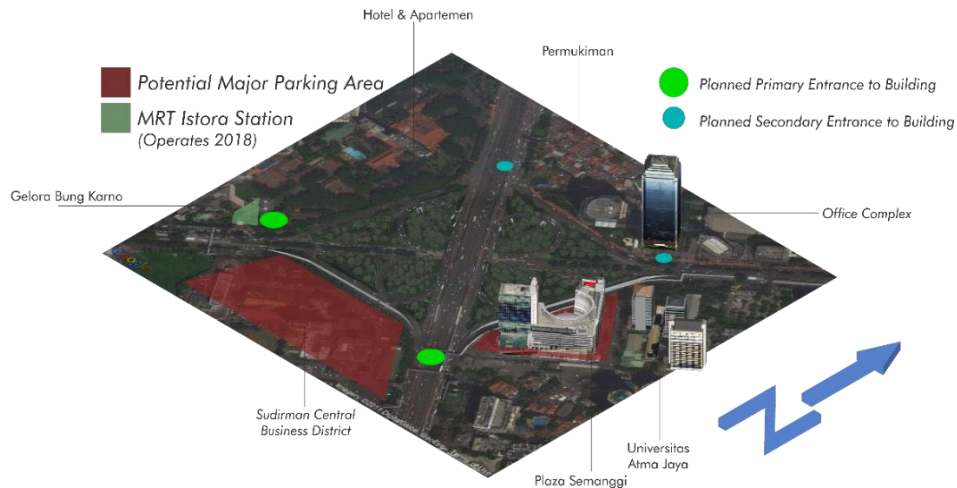 Hotel & Apartemen
Permukiman
Potential Major Parking Area
MRT Istora Station
(Operates 2018)
Planned Primary Entrance to Building
Planned Secondary Entrance to Building
Gelora Bung Karno
Office Complex
Sudirman Central
Business District
Universitas
Atma Jaya
Plaza Semanggi